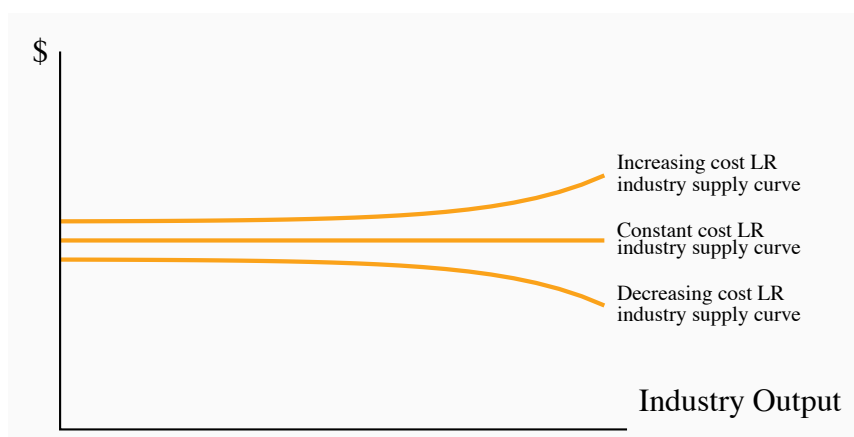 $
Increasing cost LR
industry supply curve
Constant cost LR
industry supply curve
Decreasing cost LR
industry supply curve
Industry Output